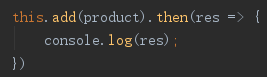 this.add(product).then(res => {
    console.log(res);
})